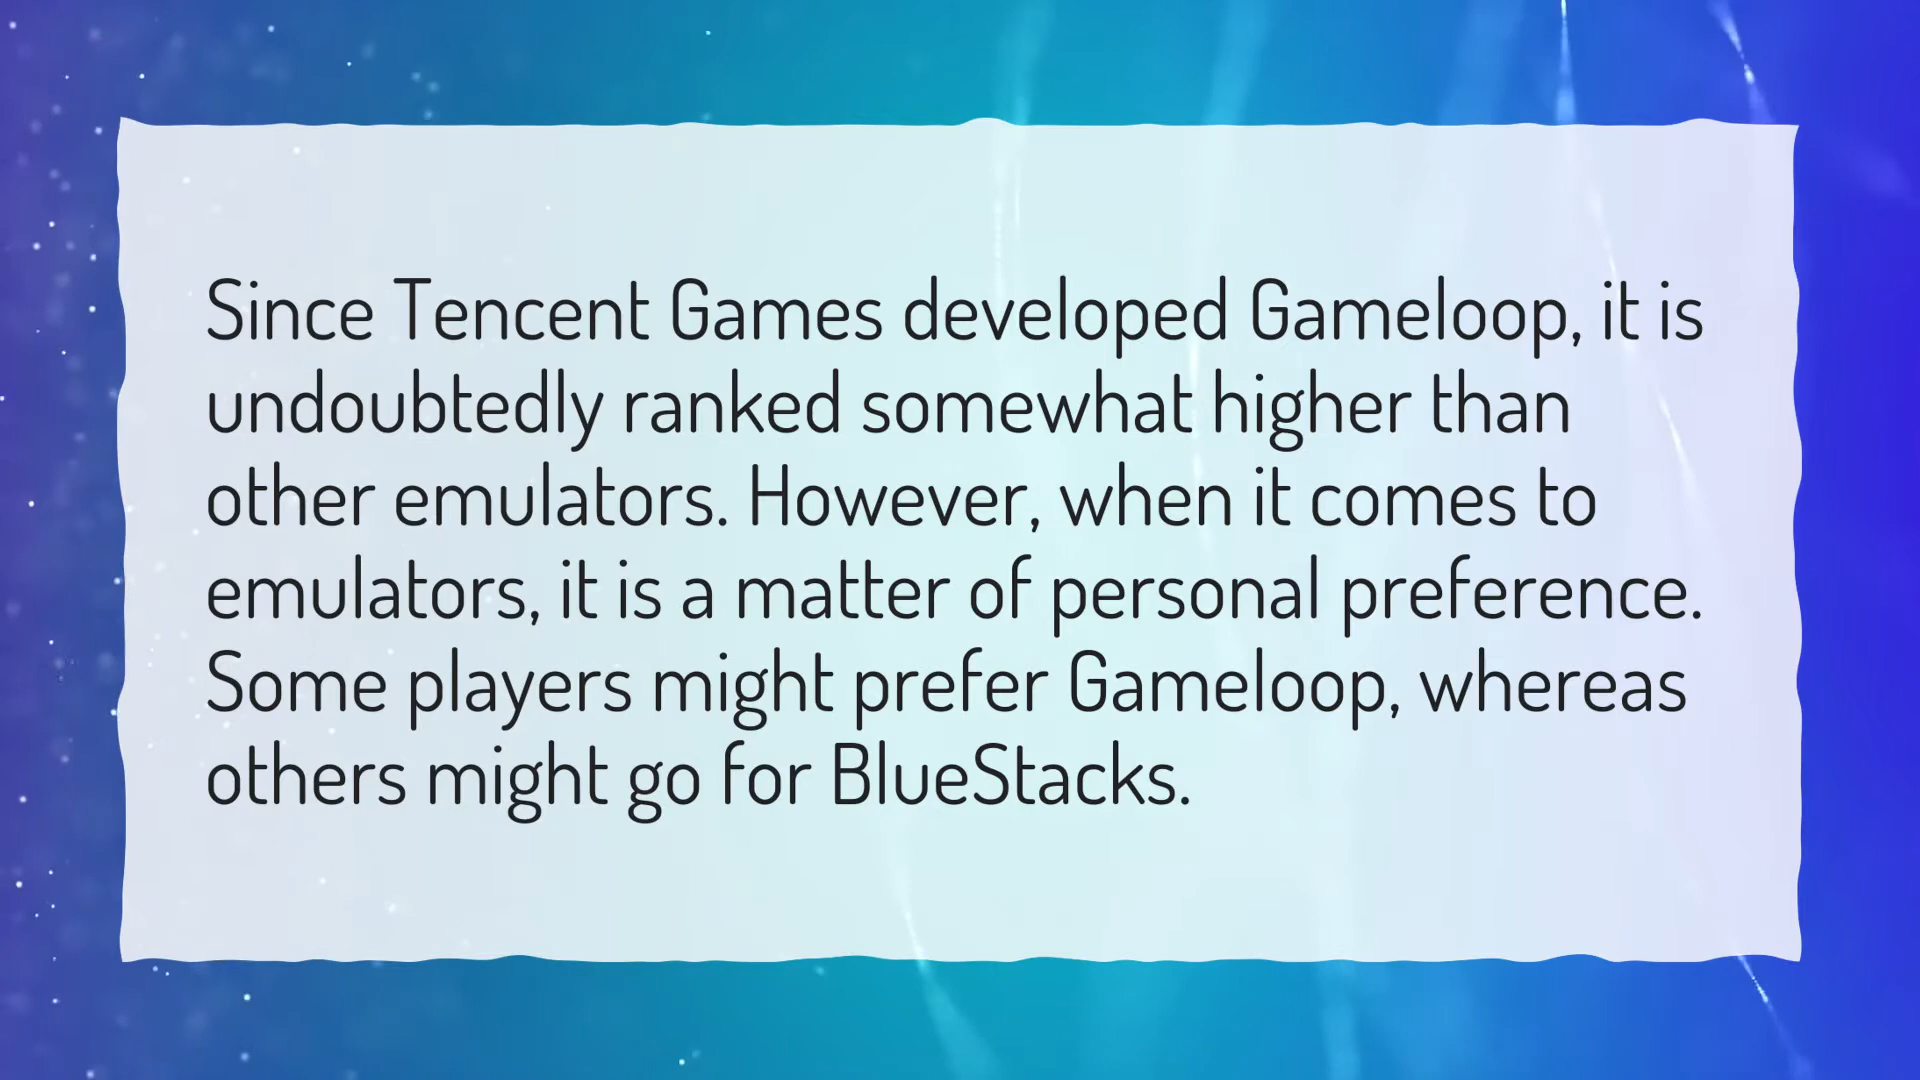 Since Tencent Games developed Gameloop, it is
undoubtedly ranked somewhat higher than
other emulators. However, when it comes to
emulators, it is a matter of personal preference.
Some players might prefer Gameloop, whereas
others might go for BlueStacks.